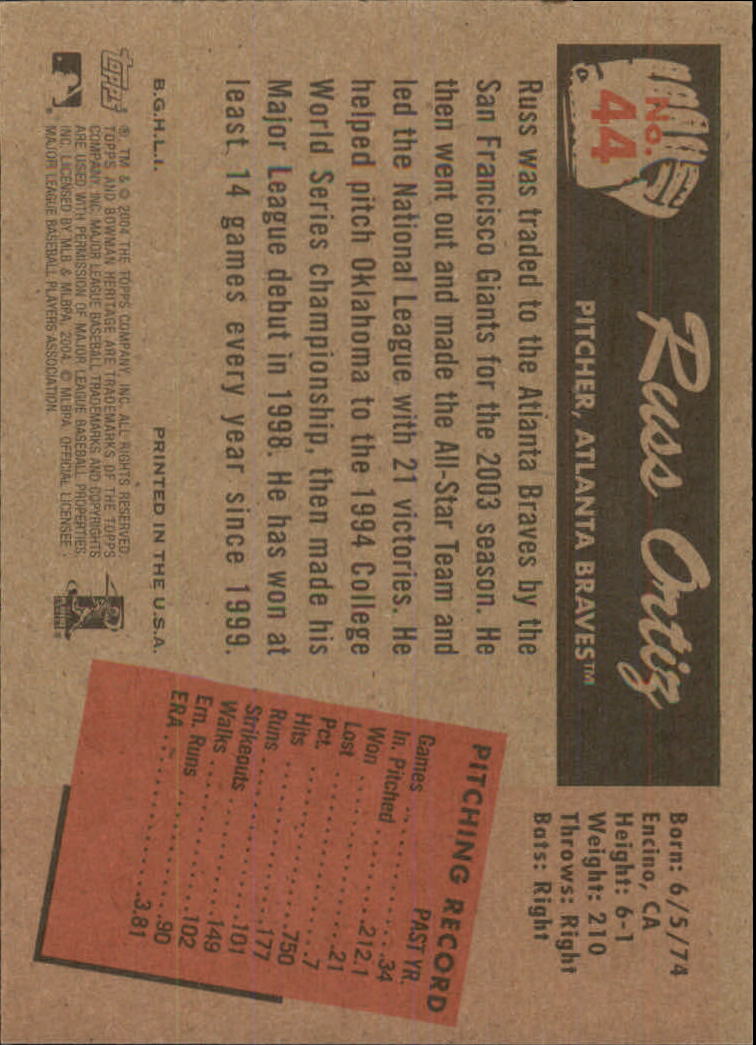 No.
44
Russ Ortiz
PITCHER, ATLANTA BRAVES™
Born: 6/5/74
Encino, CA
Height: 6-1
Weight: 210
Throws: Right
Bats: Right
Russ was traded to the Atlanta Braves by the
San Francisco Giants for the 2003 season. He
then went out and made the All-Star Team and
led the National League with 21 victories. He
helped pitch Oklahoma to the 1994 College
World Series championship, then made his
Major League debut in 1998. He has won at
least 14 games every year since 1999.
PITCHING RECORD
PAST YR.
Games ....34
In. Pitched ....212.1
Won ....21
Lost ....7
Pct. ....750
Hits ....177
Runs ....101
Strikeouts ....149
Walks ....102
Ern. Runs ....90
ERA ....3.81
B.G.H.L.I. PRINTED IN THE U.S.A.
Topps
®, TM & © 2004 THE TOPPS COMPANY, INC. ALL RIGHTS RESERVED.
TOPPS AND BOWMAN HERITAGE ARE TRADEMARKS OF THE TOPPS
COMPANY, INC. MAJOR LEAGUE BASEBALL TRADEMARKS AND COPYRIGHTS
ARE USED WITH PERMISSION OF MAJOR LEAGUE BASEBALL PROPERTIES,
INC. LICENSED BY MLB & MLBPA, 2004. © MLBPA, OFFICIAL LICENSEE -
MAJOR LEAGUE BASEBALL PLAYERS ASSOCIATION.